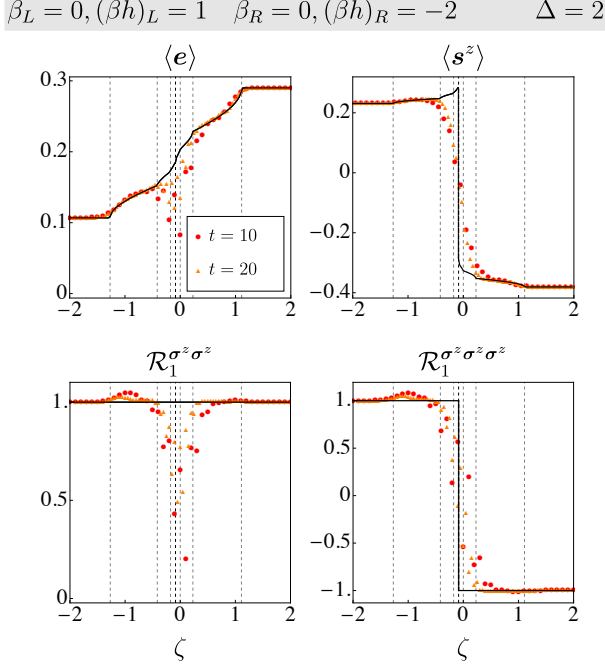 β_L = 0, (βh)_L = 1 β_R = 0, (βh)_R = −2 Δ = 2
⟨e⟩
⟨s^z⟩
0.3
0.2
0.1
0
−2 −1 0 1 2
t = 10
t = 20
0.2
0
−0.2
−0.4
−2 −1 0 1 2
R_1^{σ^z σ^z}
R_1^{σ^z σ^z σ^z σ^z}
1.
0.5
0
−2 −1 0 1 2
ζ
1.
0.5
0
−0.5
−1.
−2 −1 0 1 2
ζ